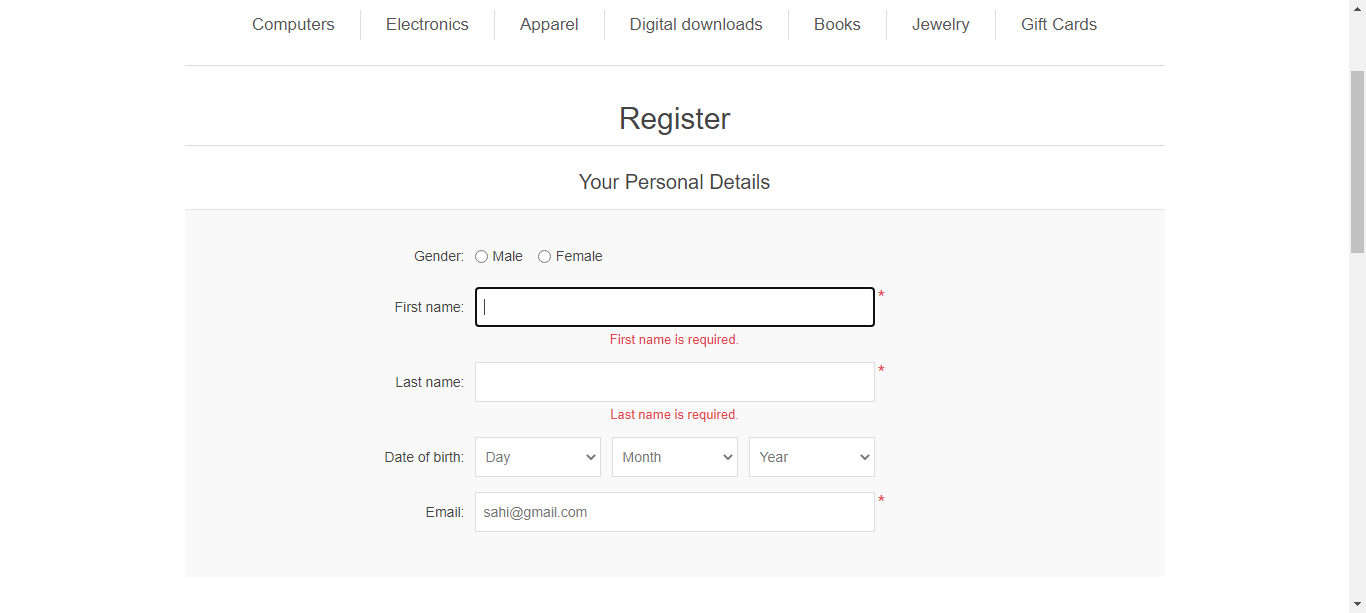 Computers Electronics Apparel Digital downloads Books Jewelry Gift Cards
Register
Your Personal Details
Gender: Male Female
First name: *
First name is required.
Last name: *
Last name is required.
Date of birth: Day Month Year
Email: sahi@gmail.com *